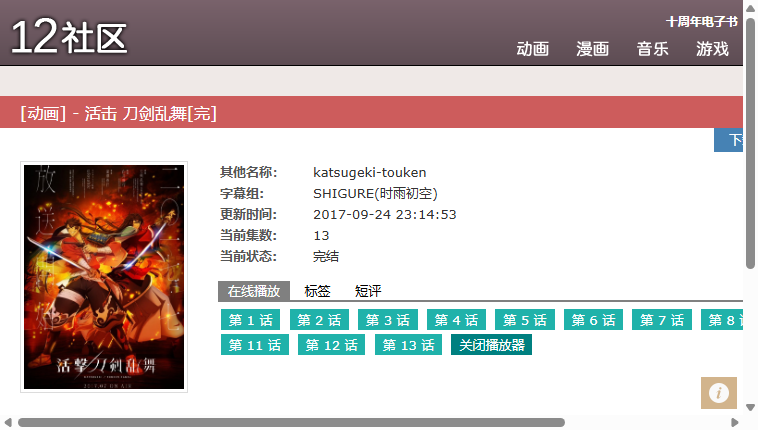 12社区
十周年电子书
动画 漫画 音乐 游戏
[动画] - 活击 刀剑乱舞[完]
下
其他名称： katsugeki-touken
字幕组： SHIGURE(时雨初空)
更新时间： 2017-09-24 23:14:53
当前集数： 13
当前状态： 完结
在线播放 标签 短评
第 1 话 第 2 话 第 3 话 第 4 话 第 5 话 第 6 话 第 7 话 第 8
第 11 话 第 12 话 第 13 话 关闭播放器
活撃 刀剣乱舞